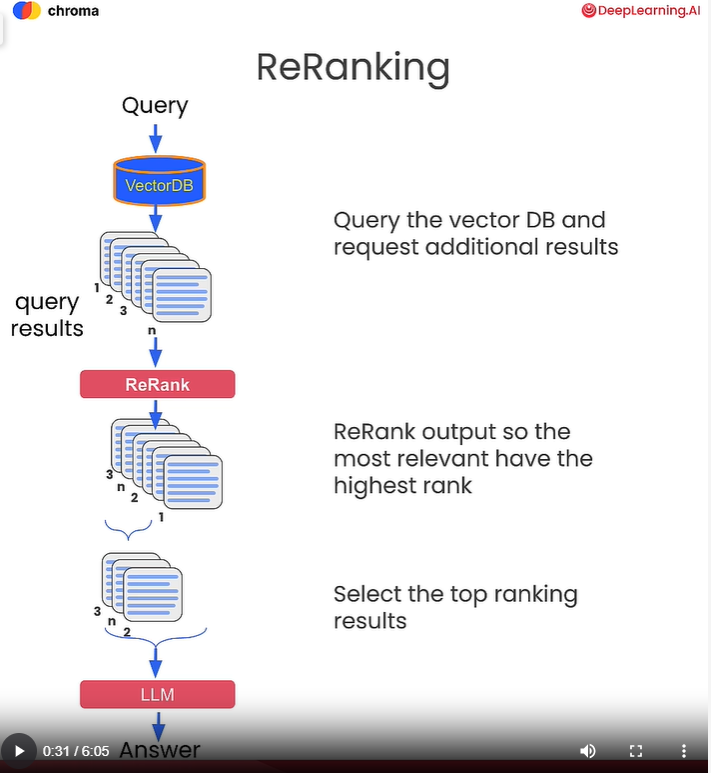 chroma
DeepLearning.AI
ReRanking
Query
VectorDB
Query the vector DB and
request additional results
1
2
3
n
query
results
ReRank
ReRank output so the
most relevant have the
highest rank
3
n
2
1
Select the top ranking
results
3
n
2
LLM
0:31 / 6:05
Answer